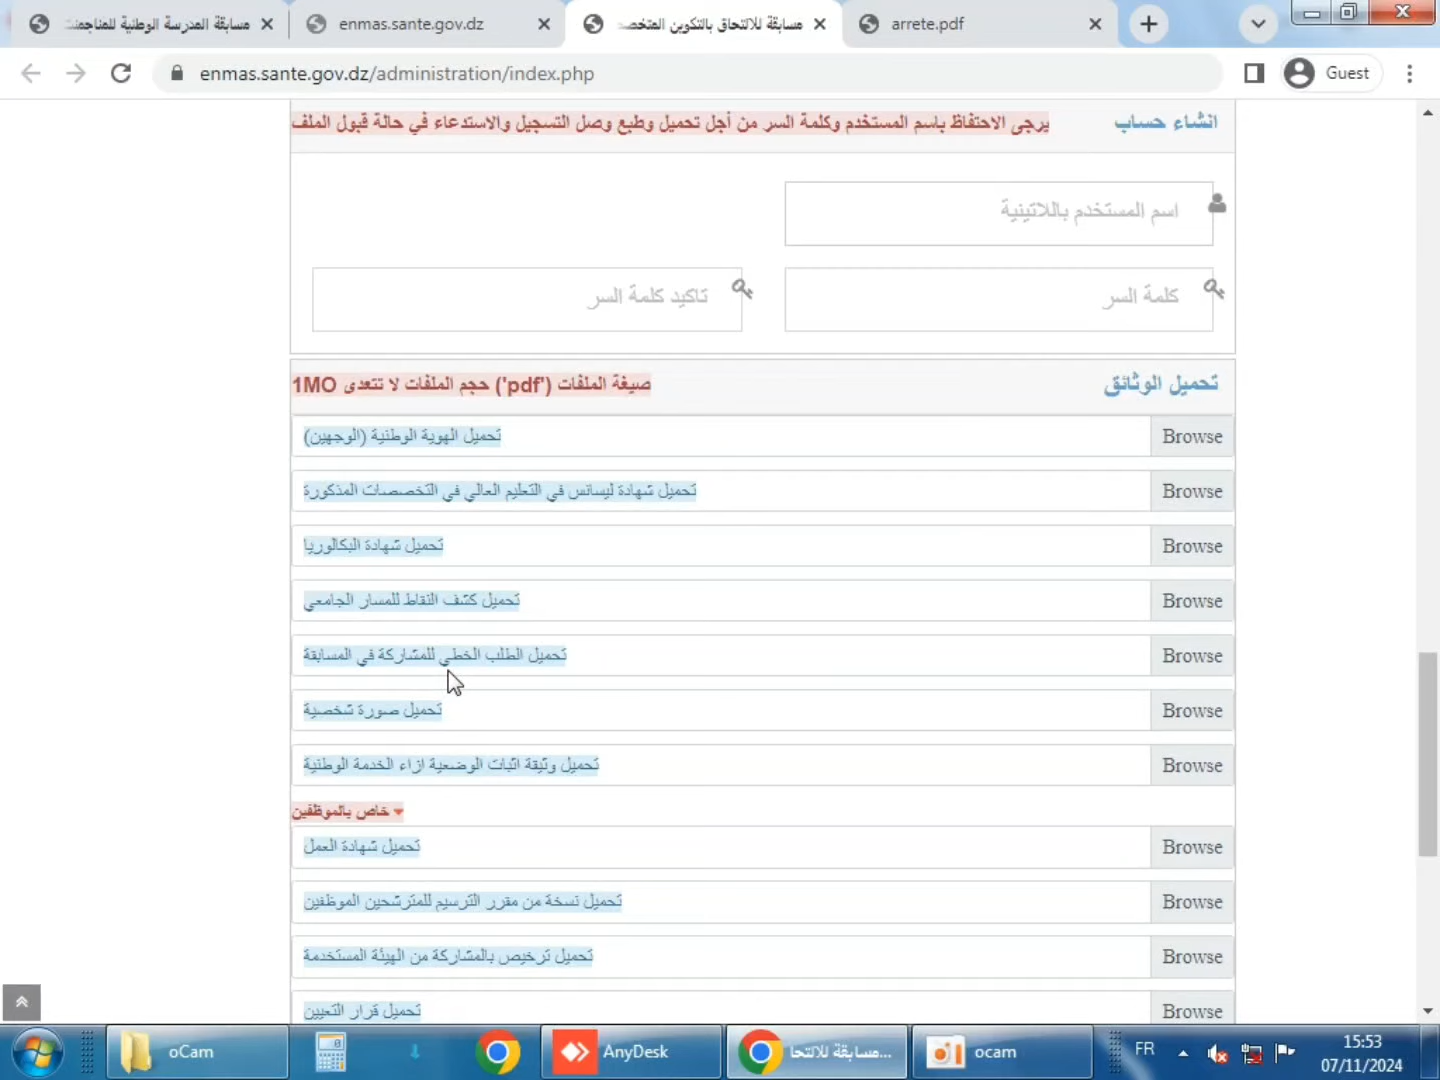 مسابقة المدرسة الوطنية للمناجمنت
enmas.sante.gov.dz
مسابقة للالتحاق بالتكوين المتخصص
arrete.pdf
enmas.sante.gov.dz/administration/index.php
Guest
انشاء حساب
يرجى الاحتفاظ باسم المستخدم وكلمة السر من أجل تحميل وطبع وصل التسجيل والاستدعاء في حالة قبول الملف
اسم المستخدم باللاتينية
كلمة السر
تاكيد كلمة السر
تحميل الوثائق
صيغة الملفات ('pdf') حجم الملفات لا تتعدى 1MO
Browse
تحميل الهوية الوطنية (الوجهين)
Browse
تحميل شهادة ليسانس في التعليم العالي في التخصصات المذكورة
Browse
تحميل شهادة البكالوريا
Browse
تحميل كشف النقاط للمسار الجامعي
Browse
تحميل الطلب الخطي للمشاركة في المسابقة
Browse
تحميل صورة شخصية
Browse
تحميل وثيقة اثبات الوضعية ازاء الخدمة الوطنية
خاص بالموظفين
Browse
تحميل شهادة العمل
Browse
تحميل نسخة من مقرر الترسيم للمترشحين الموظفين
Browse
تحميل ترخيص بالمشاركة من الهيئة المستخدمة
Browse
تحميل قرار التعيين
oCam
AnyDesk
مسابقة للالتحا...
ocam
FR
15:53
07/11/2024